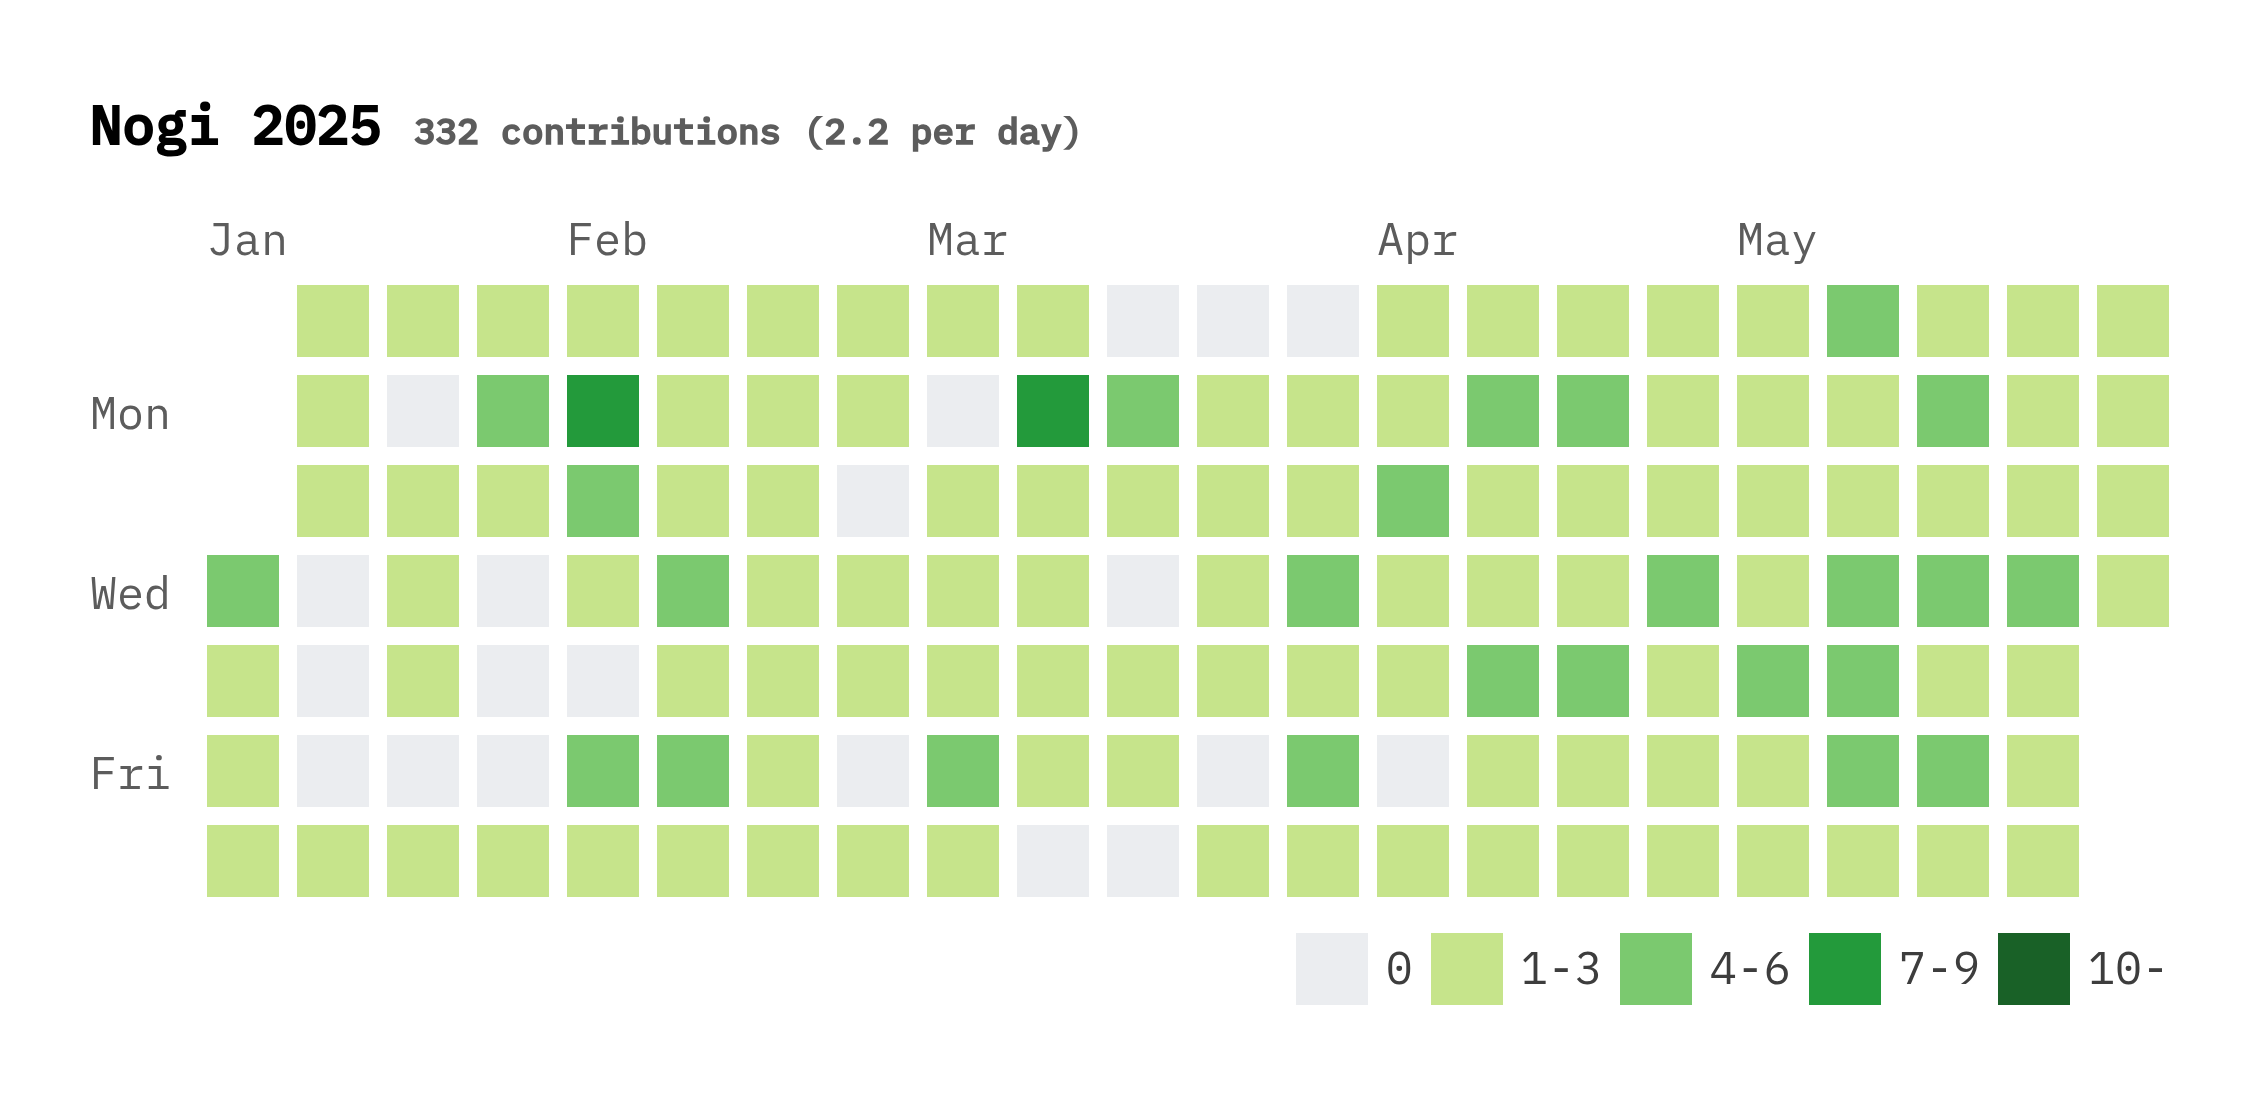 Nogi 2025 332 contributions (2.2 per day)
Jan Feb Mar Apr May
Mon
Wed
Fri
0 1-3 4-6 7-9 10-